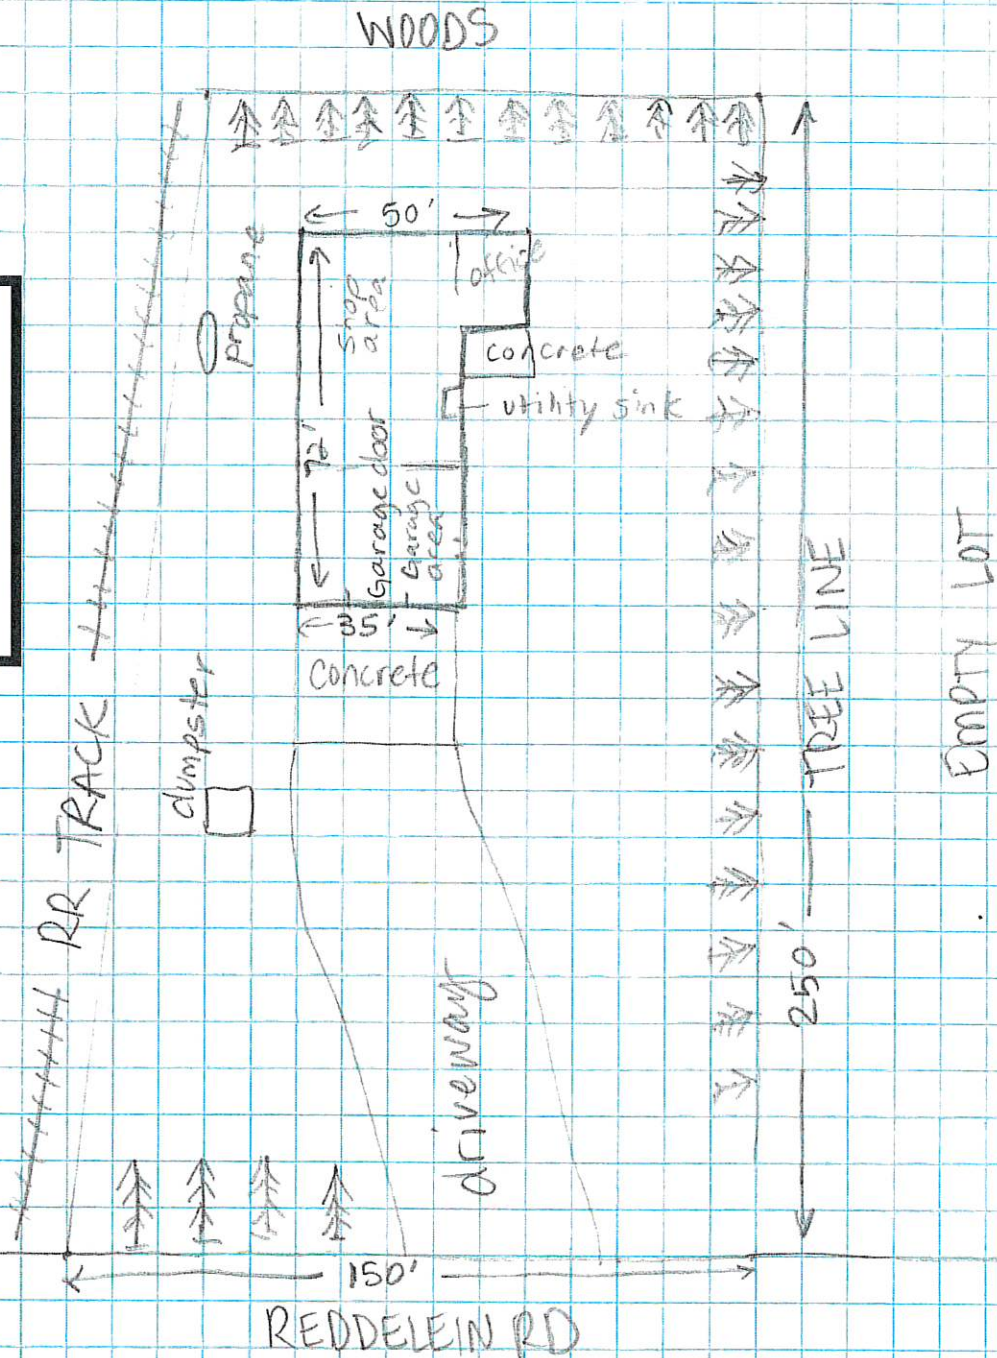 WOODS
50'
office
propane
Shop
area
concrete
utility sink
72'
Garage door
Garage
area
35'
concrete
RR TRACK
dumpster
TREE LINE
250'
EMPTY LOT
driveway
150'
REDDELEIN RD